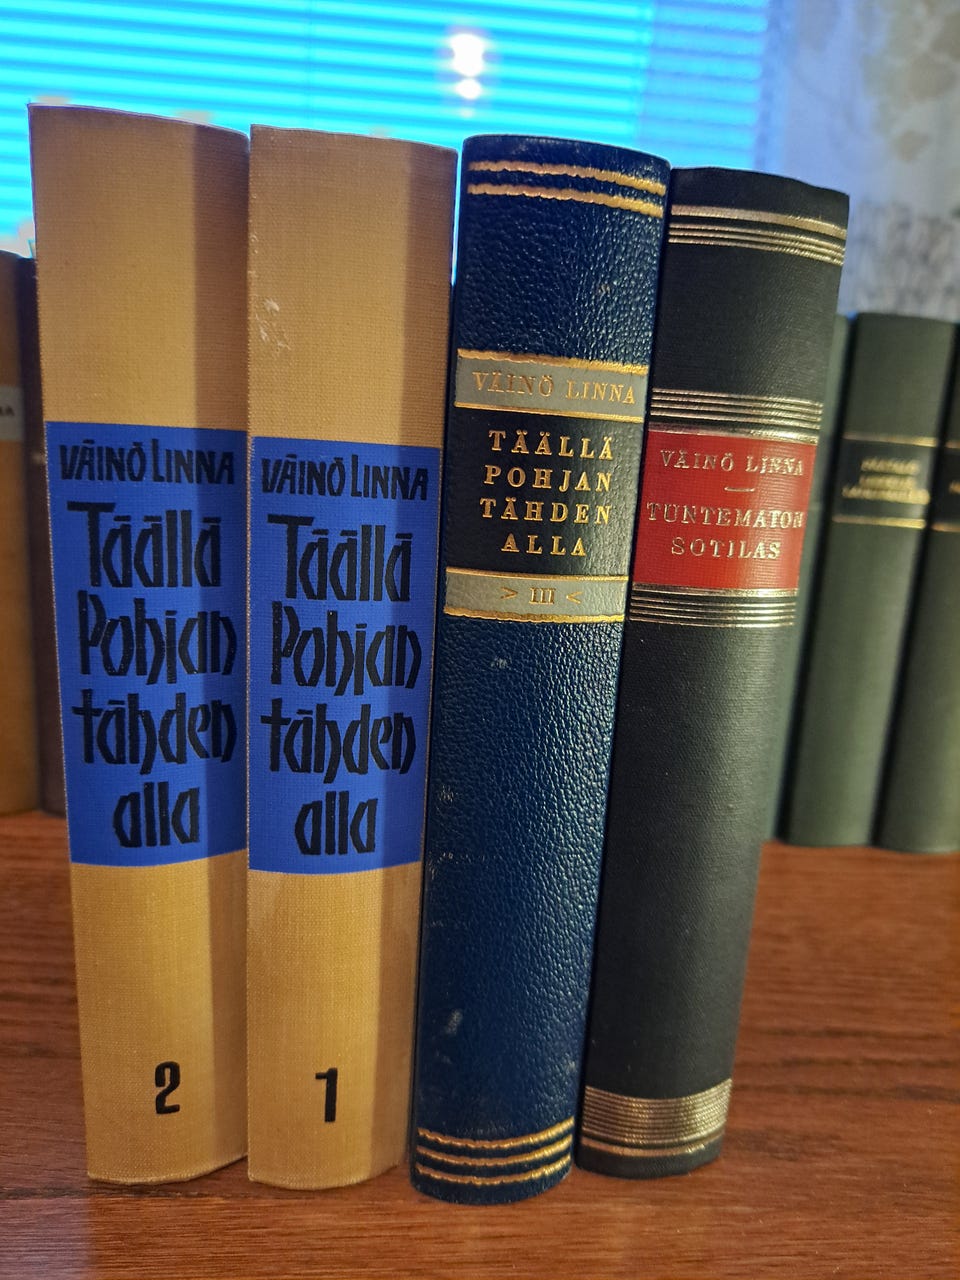 VÄINÖ LINNA
Täällä
Pohjan
tähden
alla
2
VÄINÖ LINNA
Täällä
Pohjan
tähden
alla
1
VÄINÖ LINNA
TÄÄLLÄ
POHJAN
TÄHDEN
ALLA
> III <
VÄINÖ LINNA
TUNTEMATON
SOTILAS